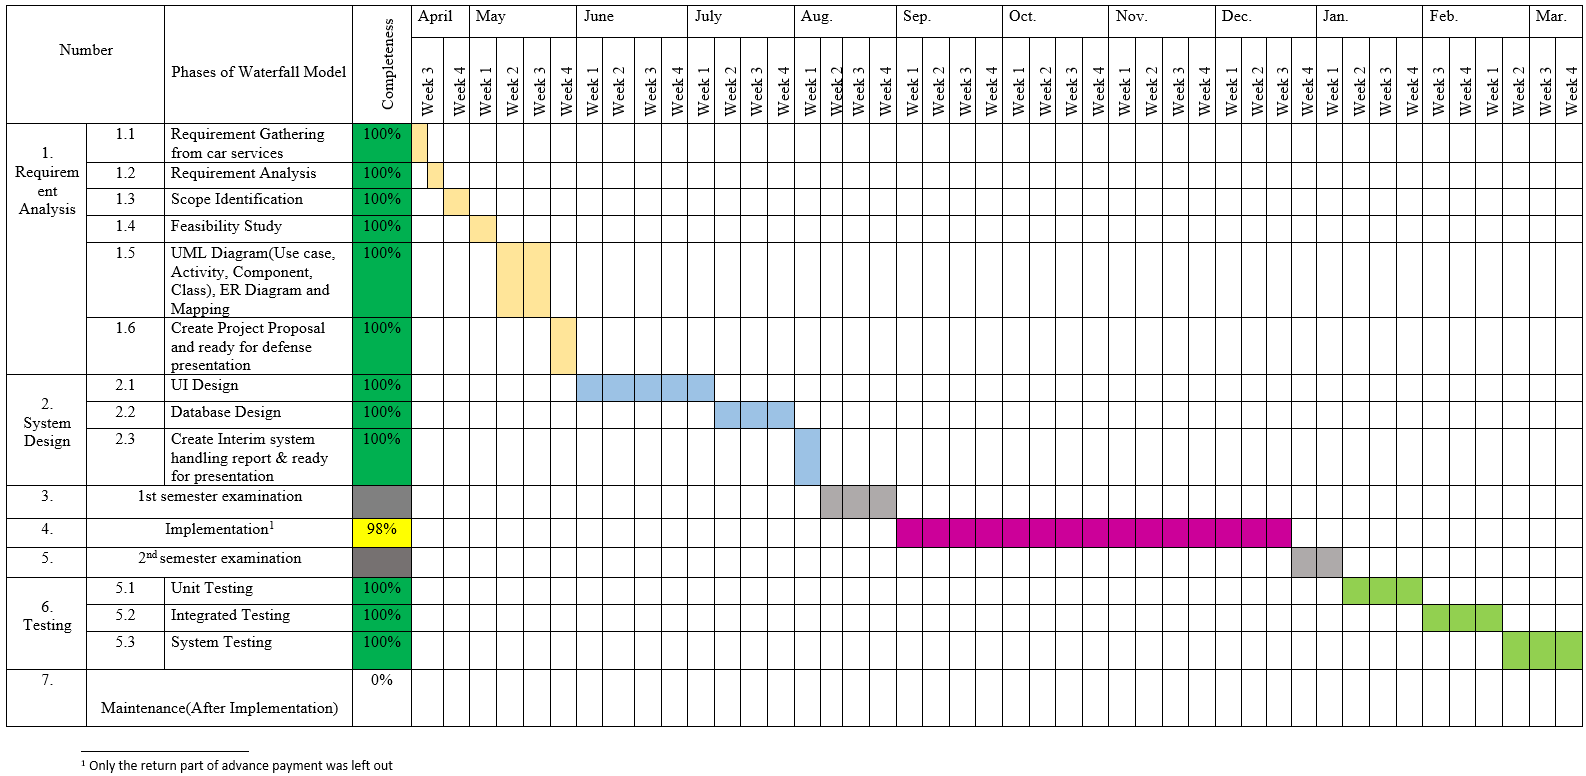 Number
Phases of Waterfall Model
Completeness
April
May
June
July
Aug.
Sep.
Oct.
Nov.
Dec.
Jan.
Feb.
Mar.
Week 3
Week 4
Week 1
Week 2
Week 3
Week 4
Week 1
Week 2
Week 3
Week 4
Week 1
Week 2
Week 3
Week 4
Week 1
Week 2
Week 3
Week 4
Week 1
Week 2
Week 3
Week 4
Week 1
Week 2
Week 3
Week 4
Week 1
Week 2
Week 3
Week 4
Week 1
Week 2
Week 3
Week 4
Week 1
Week 2
Week 3
Week 4
Week 3
Week 4
Week 1
Week 2
Week 3
Week 4
1.
Requirem
ent
Analysis
1.1
Requirement Gathering
from car services
100%
1.2
Requirement Analysis
100%
1.3
Scope Identification
100%
1.4
Feasibility Study
100%
1.5
UML Diagram(Use case,
Activity, Component,
Class), ER Diagram and
Mapping
100%
1.6
Create Project Proposal
and ready for defense
presentation
100%
2.
System
Design
2.1
UI Design
100%
2.2
Database Design
100%
2.3
Create Interim system
handling report & ready
for presentation
100%
3.
1st semester examination
4.
Implementation¹
98%
5.
2nd semester examination
6.
Testing
5.1
Unit Testing
100%
5.2
Integrated Testing
100%
5.3
System Testing
100%
7.
Maintenance(After Implementation)
0%
¹ Only the return part of advance payment was left out